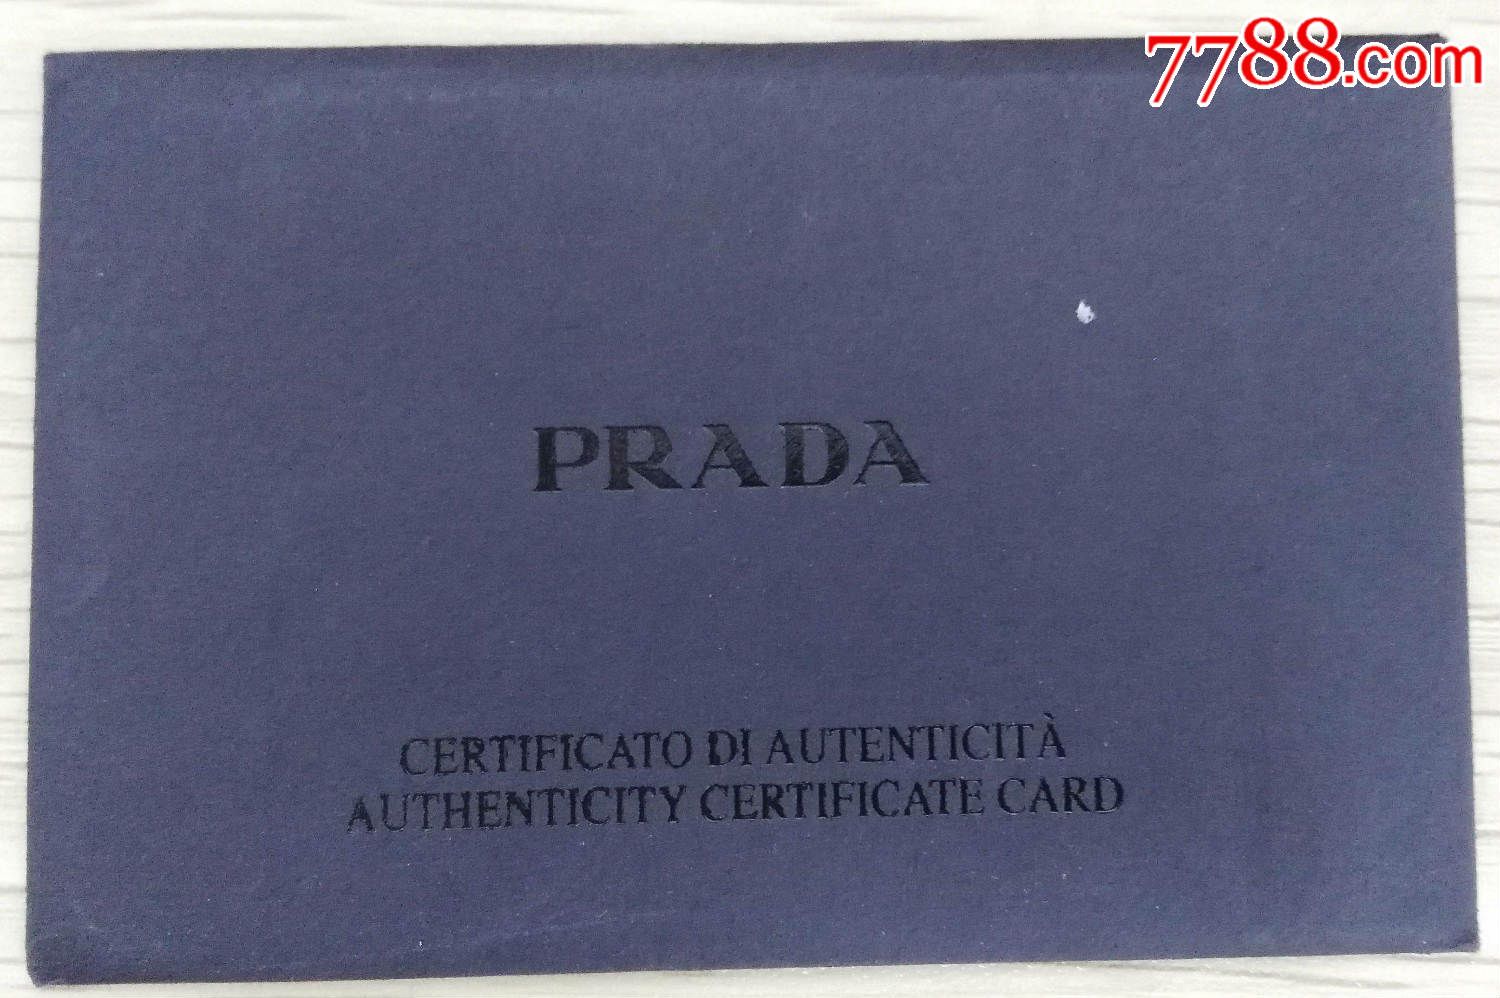 7788.com
PRADA
CERTIFICATO DI AUTENTICITÀ
AUTHENTICITY CERTIFICATE CARD